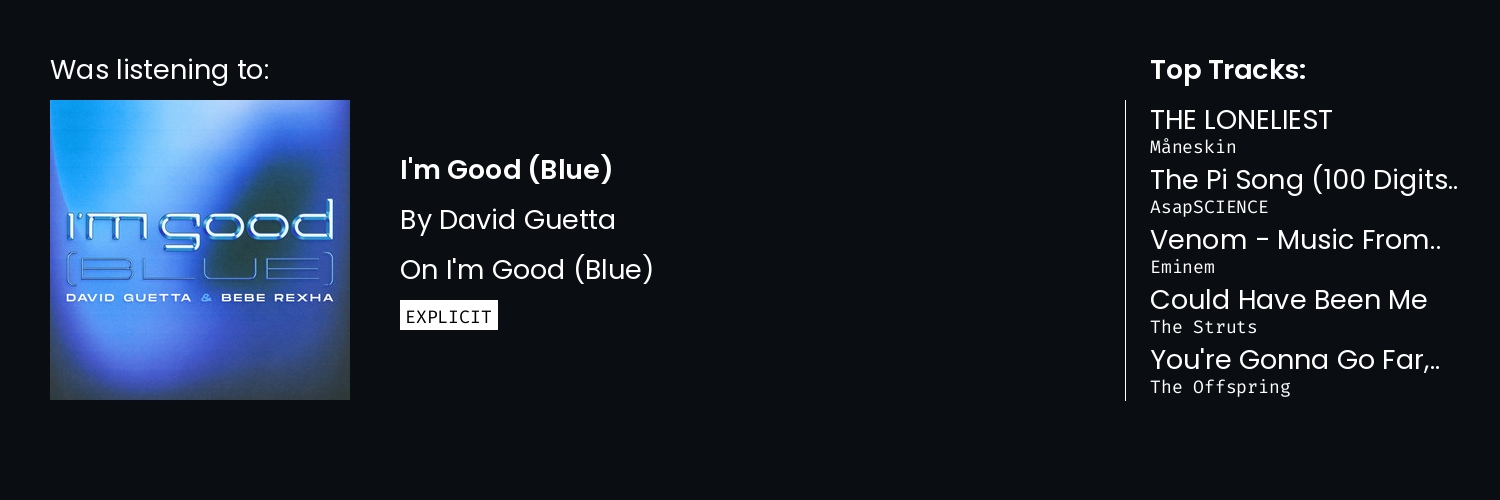 Was listening to:
i'm good
(BLUE)
DAVID GUETTA & BEBE REXHA
I'm Good (Blue)
By David Guetta
On I'm Good (Blue)
EXPLICIT
Top Tracks:
THE LONELIEST
Måneskin
The Pi Song (100 Digits..
AsapSCIENCE
Venom - Music From..
Eminem
Could Have Been Me
The Struts
You're Gonna Go Far,..
The Offspring